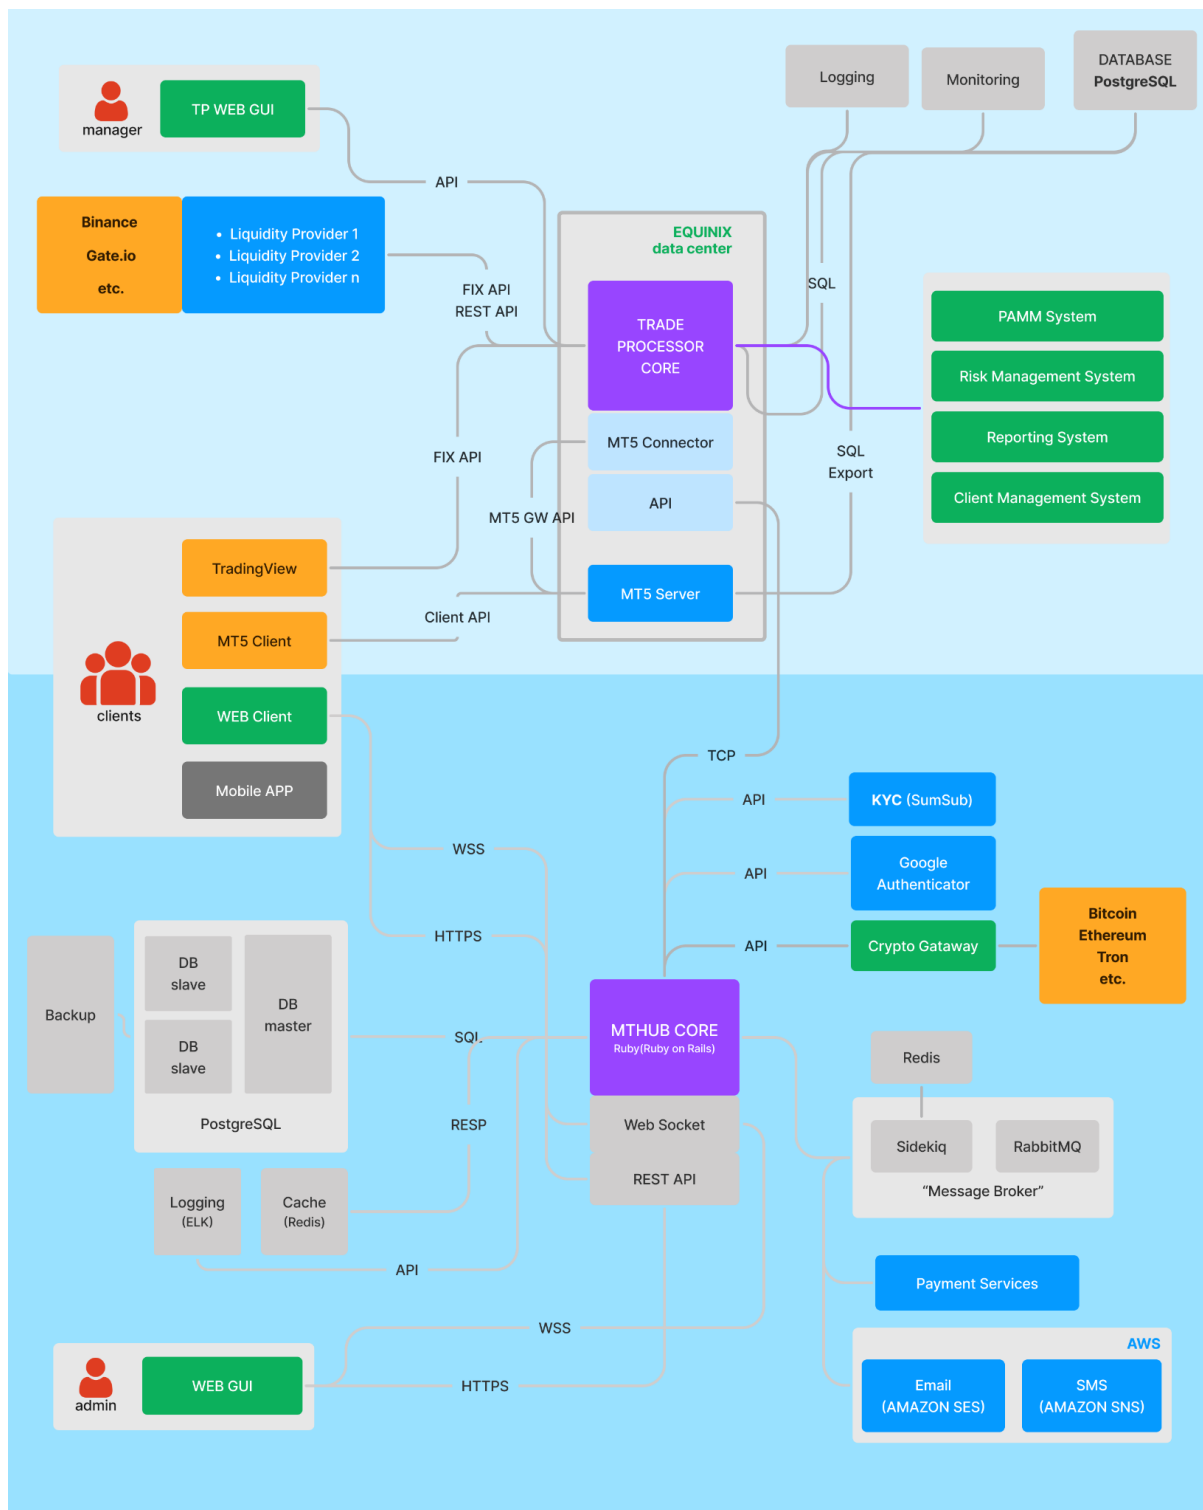 Logging
Monitoring
DATABASE
PostgreSQL
TP WEB GUI
manager
API
Binance
Gate.io
etc.
• Liquidity Provider 1
• Liquidity Provider 2
• Liquidity Provider n
FIX API
REST API
EQUINIX
data center
TRADE
PROCESSOR
CORE
SQL
PAMM System
Risk Management System
Reporting System
Client Management System
MT5 Connector
FIX API
SQL
Export
API
MT5 GW API
TradingView
MT5 Server
Client API
MT5 Client
clients
WEB Client
Mobile APP
TCP
API
KYC (SumSub)
WSS
API
Google
Authenticator
HTTPS
API
Crypto Gataway
Bitcoin
Ethereum
Tron
etc.
Backup
DB
slave
DB
slave
DB
master
PostgreSQL
SQL
MTHUB CORE
Ruby(Ruby on Rails)
Redis
RESP
Web Socket
REST API
Sidekiq
RabbitMQ
“Message Broker”
Logging
(ELK)
Cache
(Redis)
API
Payment Services
WSS
AWS
admin
WEB GUI
HTTPS
Email
(AMAZON SES)
SMS
(AMAZON SNS)